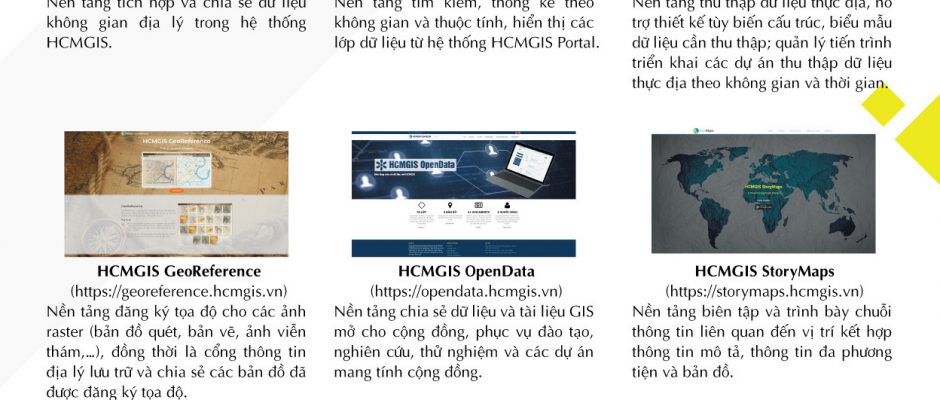 Nền tảng tích hợp và chia sẻ dữ liệu
không gian địa lý trong hệ thống
HCMGIS.
Nền tảng tìm kiếm, thống kê theo
không gian và thuộc tính, hiển thị các
lớp dữ liệu từ hệ thống HCMGIS Portal.
Nền tảng thu thập dữ liệu thực địa, hỗ
trợ thiết kế tùy biến cấu trúc, biểu mẫu
dữ liệu cần thu thập; quản lý tiến trình
triển khai các dự án thu thập dữ liệu
thực địa theo không gian và thời gian.
HCMGIS GeoReference
HCMGIS GeoReference
(https://georeference.hcmgis.vn)
Nền tảng đăng ký tọa độ cho các ảnh
raster (bản đồ quét, bản vẽ, ảnh viễn
thám,...), đồng thời là cổng thông tin
địa lý lưu trữ và chia sẻ các bản đồ đã
được đăng ký tọa độ.
HCMGIS OpenData
HCMGIS OpenData
(https://opendata.hcmgis.vn)
Nền tảng chia sẻ dữ liệu và tài liệu GIS
mở cho cộng đồng, phục vụ đào tạo,
nghiên cứu, thử nghiệm và các dự án
mang tính cộng đồng.
HCMGIS StoryMaps
HCMGIS StoryMaps
(https://storymaps.hcmgis.vn)
Nền tảng biên tập và trình bày chuỗi
thông tin liên quan đến vị trí kết hợp
thông tin mô tả, thông tin đa phương
tiện và bản đồ.